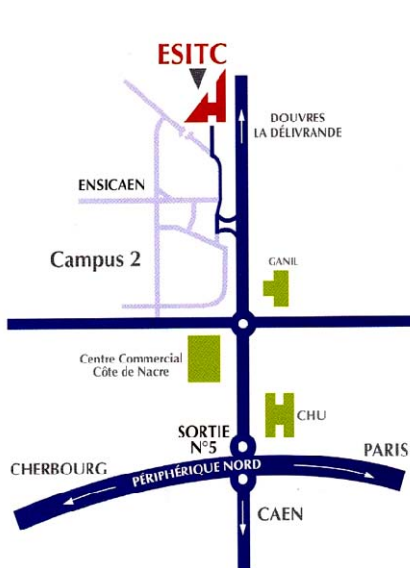 ESITC
DOUVRES
LA DÉLIVRANDE
ENSICAEN
Campus 2
GANIL
Centre Commercial
Côte de Nacre
CHU
SORTIE
N°5
PARIS
CHERBOURG
PÉRIPHÉRIQUE NORD
CAEN